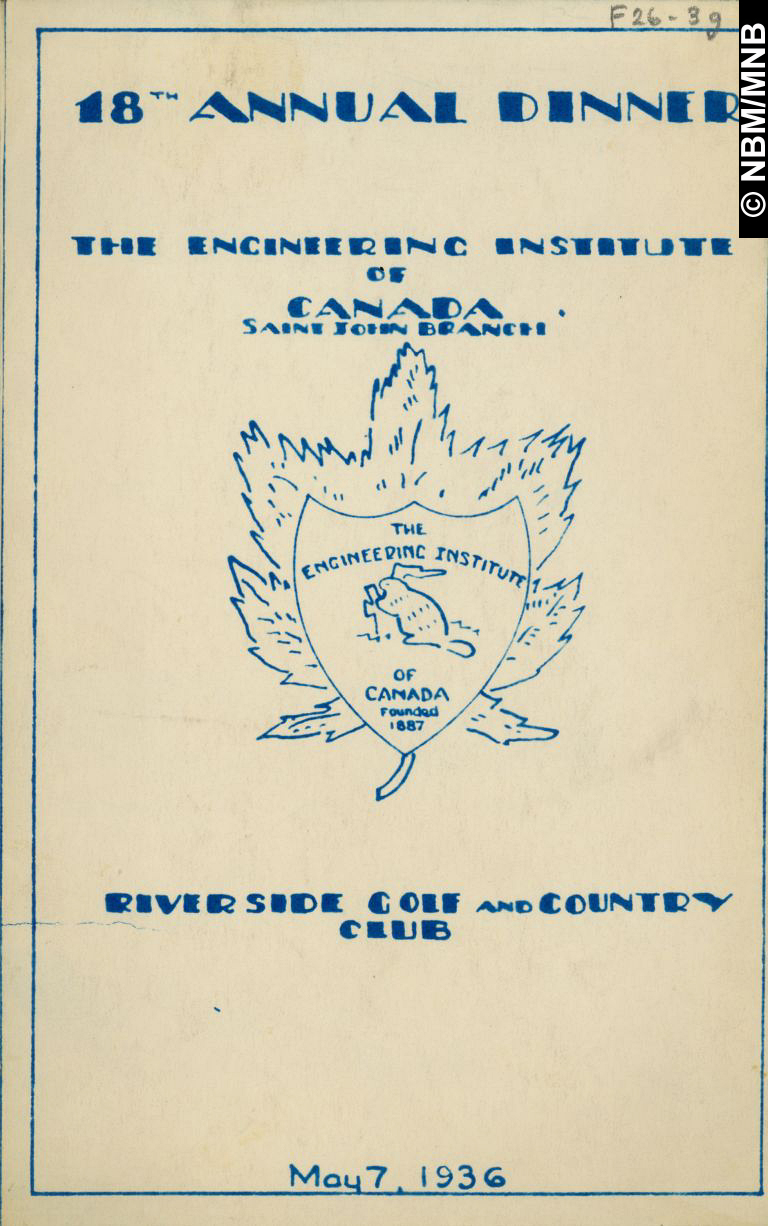 F26-3g
© NBM/MNB
18TH ANNUAL DINNER
THE ENGINEERING INSTITUTE
OF
CANADA
SAINT JOHN BRANCH
THE
ENGINEERING INSTITUTE
OF
CANADA
Founded
1887
RIVERSIDE GOLF AND COUNTRY
CLUB
May 7, 1936